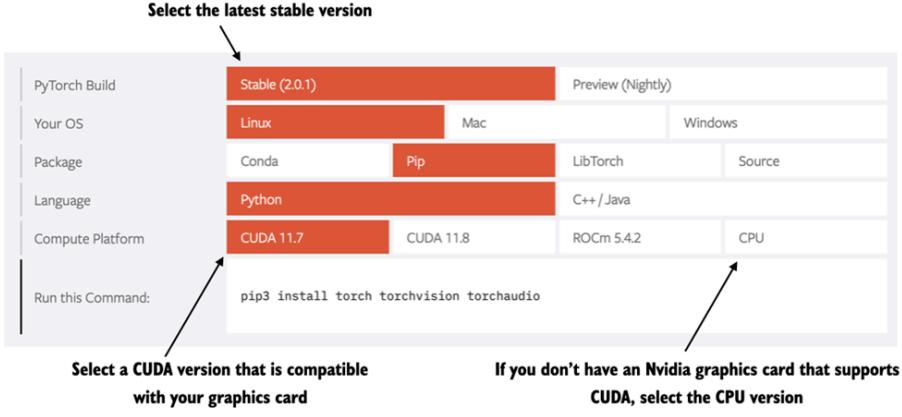 Select the latest stable version
PyTorch Build Stable (2.0.1) Preview (Nightly)
Your OS Linux Mac Windows
Package Conda Pip LibTorch Source
Language Python C++ / Java
Compute Platform CUDA 11.7 CUDA 11.8 ROCm 5.4.2 CPU
Run this Command: pip3 install torch torchvision torchaudio
Select a CUDA version that is compatible
with your graphics card
If you don't have an Nvidia graphics card that supports
CUDA, select the CPU version